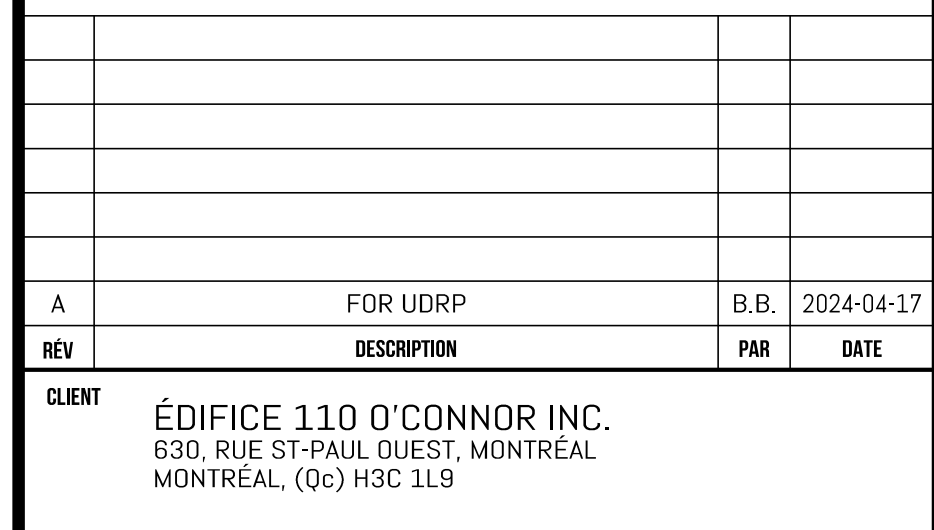 A FOR UDRP B.B. 2024-04-17
RÉV DESCRIPTION PAR DATE
CLIENT
ÉDIFICE 110 O'CONNOR INC.
630, RUE ST-PAUL OUEST, MONTRÉAL
MONTRÉAL, (Qc) H3C 1L9